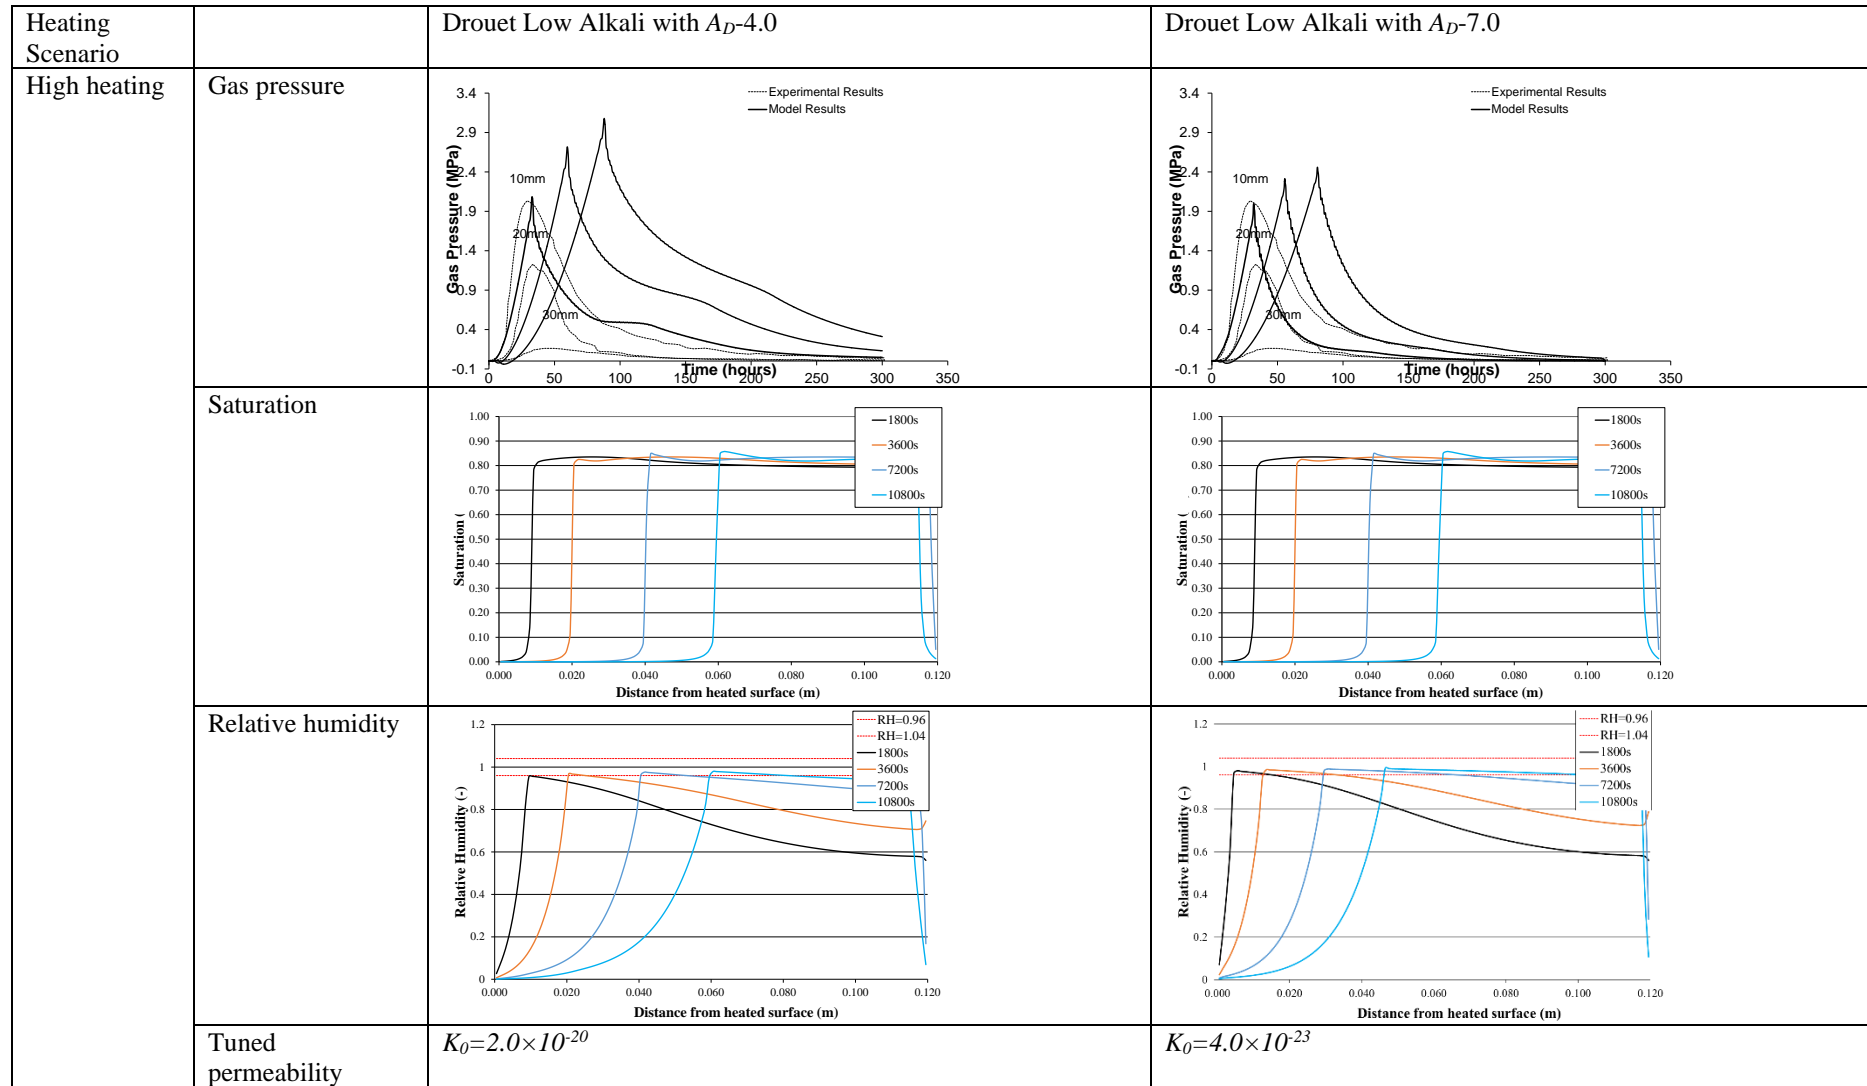 Heating Scenario
Drouet Low Alkali with A_D-4.0
Drouet Low Alkali with A_D-7.0
High heating
Gas pressure
3.4
2.9
2.4
1.9
1.4
0.9
0.4
-0.1
Gas Pressure (MPa)
Experimental Results
Model Results
10mm
20mm
30mm
0 50 100 150 200 250 300 350
Time (hours)
3.4
2.9
2.4
1.9
1.4
0.9
0.4
-0.1
Gas Pressure (MPa)
Experimental Results
Model Results
10mm
20mm
30mm
0 50 100 150 200 250 300 350
Time (hours)
Saturation
1.00
0.90
0.80
0.70
0.60
0.50
0.40
0.30
0.20
0.10
0.00
Saturation (
1800s
3600s
7200s
10800s
0.000 0.020 0.040 0.060 0.080 0.100 0.120
Distance from heated surface (m)
1.00
0.90
0.80
0.70
0.60
0.50
0.40
0.30
0.20
0.10
0.00
Saturation (
1800s
3600s
7200s
10800s
0.000 0.020 0.040 0.060 0.080 0.100 0.120
Distance from heated surface (m)
Relative humidity
1.2
1
0.8
0.6
0.4
0.2
0
Relative Humidity (-)
RH=0.96
RH=1.04
1800s
3600s
7200s
10800s
0.000 0.020 0.040 0.060 0.080 0.100 0.120
Distance from heated surface (m)
1.2
1
0.8
0.6
0.4
0.2
0
Relative Humidity (-)
RH=0.96
RH=1.04
1800s
3600s
7200s
10800s
0.000 0.020 0.040 0.060 0.080 0.100 0.120
Distance from heated surface (m)
Tuned
permeability
K₀=2.0×10⁻²⁰
K₀=4.0×10⁻²³